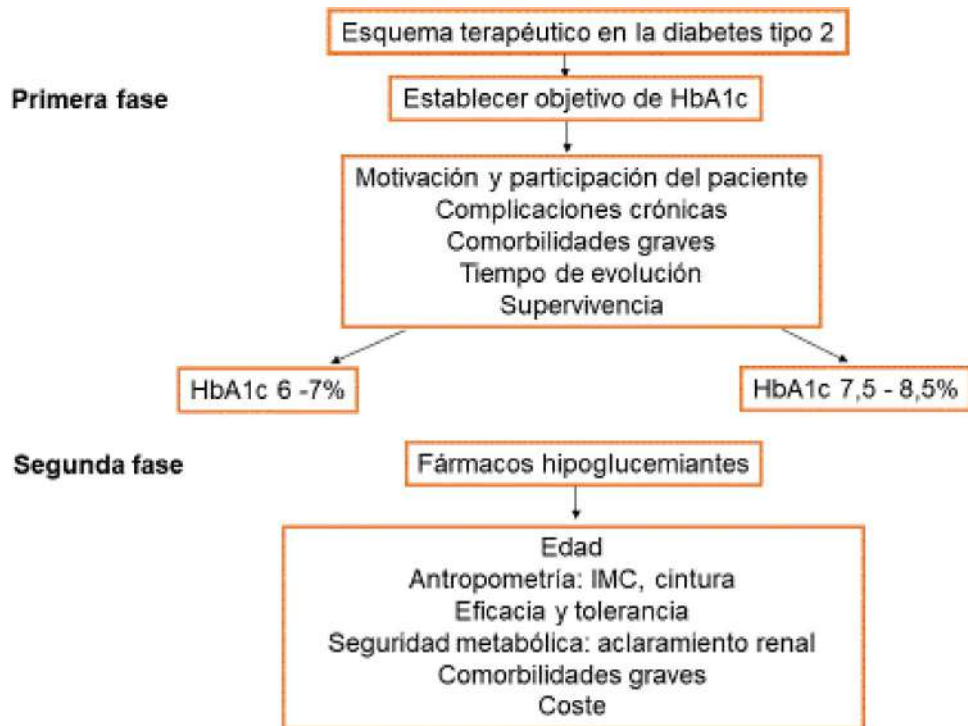 Esquema terapéutico en la diabetes tipo 2
Primera fase
Establecer objetivo de HbA1c
Motivación y participación del paciente
Complicaciones crónicas
Comorbilidades graves
Tiempo de evolución
Supervivencia
HbA1c 6 -7%
HbA1c 7,5 - 8,5%
Segunda fase
Fármacos hipoglucemiantes
Edad
Antropometría: IMC, cintura
Eficacia y tolerancia
Seguridad metabólica: aclaramiento renal
Comorbilidades graves
Coste